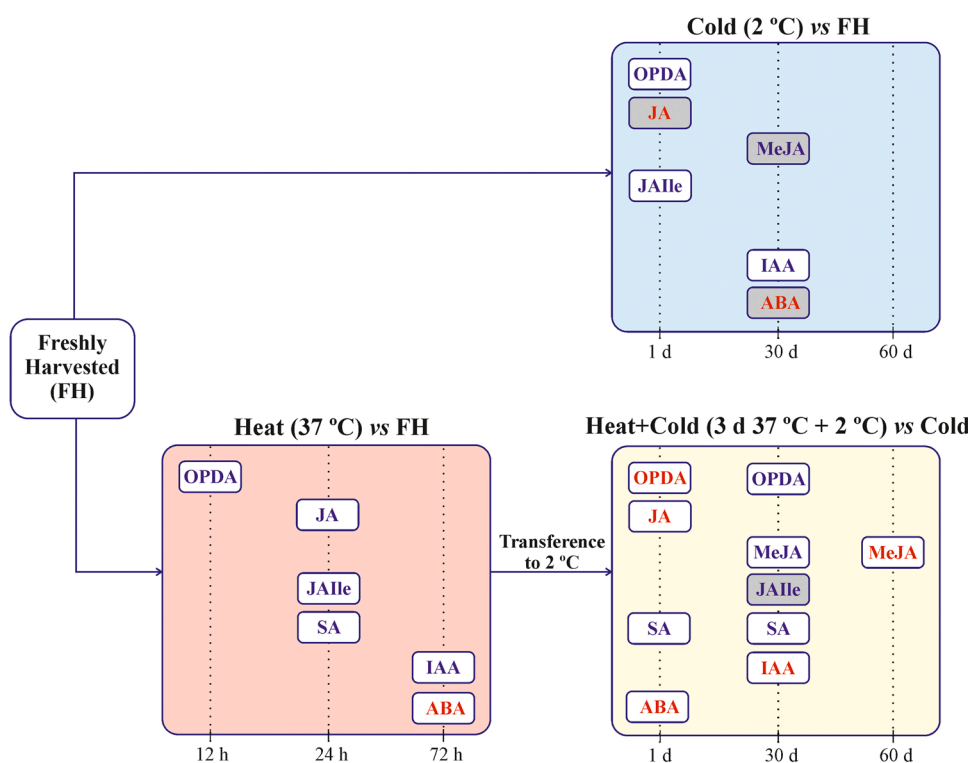 Cold (2 ºC) vs FH
OPDA
JA
MeJA
JAIle
IAA
ABA
1 d
30 d
60 d
Freshly
Harvested
(FH)
Heat (37 ºC) vs FH
OPDA
JA
JAIle
SA
IAA
ABA
12 h
24 h
72 h
Transference
to 2 ºC
Heat+Cold (3 d 37 ºC + 2 ºC) vs Cold
OPDA OPDA
JA
MeJA MeJA
JAIle
SA SA
IAA
ABA
1 d
30 d
60 d